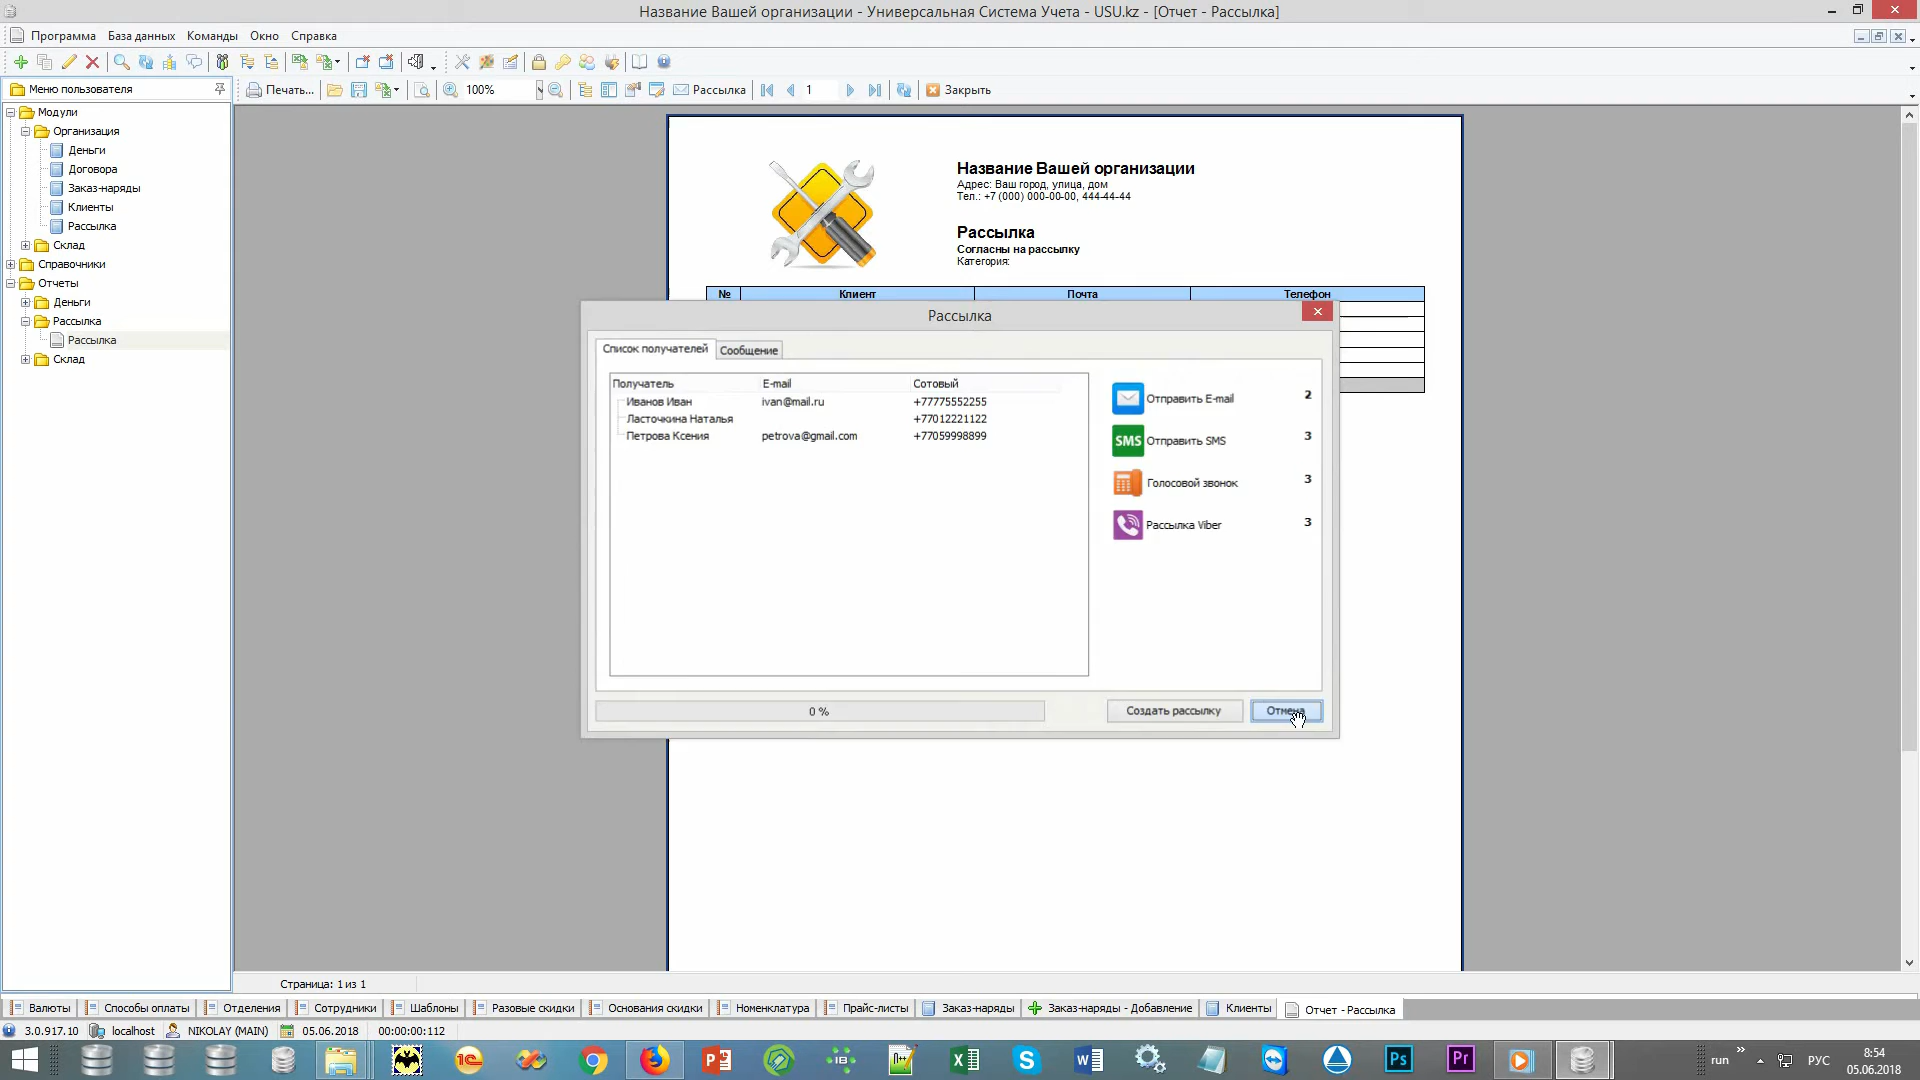 Название Вашей организации - Универсальная Система Учета - USU.kz - [Отчет - Рассылка]
Программа База данных Команды Окно Справка
Меню пользователя
Печать... 100% Рассылка 1 Закрыть
Модули
Организация
Деньги
Договора
Заказ-наряды
Клиенты
Рассылка
Склад
Справочники
Отчеты
Деньги
Рассылка
Рассылка
Склад
Название Вашей организации
Адрес: Ваш город, улица, дом
Тел.: +7 (000) 000-00-00, 444-44-44
Рассылка
Согласны на рассылку
Категория:
№ Клиент Почта Телефон
Рассылка
Список получателей Сообщение
Получатель E-mail Сотовый
Иванов Иван ivan@mail.ru +77775552255
Ласточкина Наталья +77012221122
Петрова Ксения petrova@gmail.com +77059998899
Отправить E-mail 2
SMS Отправить SMS 3
Голосовой звонок 3
Рассылка Viber 3
0 % Создать рассылку Отмена
Страница: 1 из 1
Валюты Способы оплаты Отделения Сотрудники Шаблоны Разовые скидки Основания скидки Номенклатура Прайс-листы Заказ-наряды Заказ-наряды - Добавление Клиенты Отчет - Рассылка
3.0.917.10 localhost NIKOLAY (MAIN) 05.06.2018 00:00:00:112
run РУС 8:54
05.06.2018